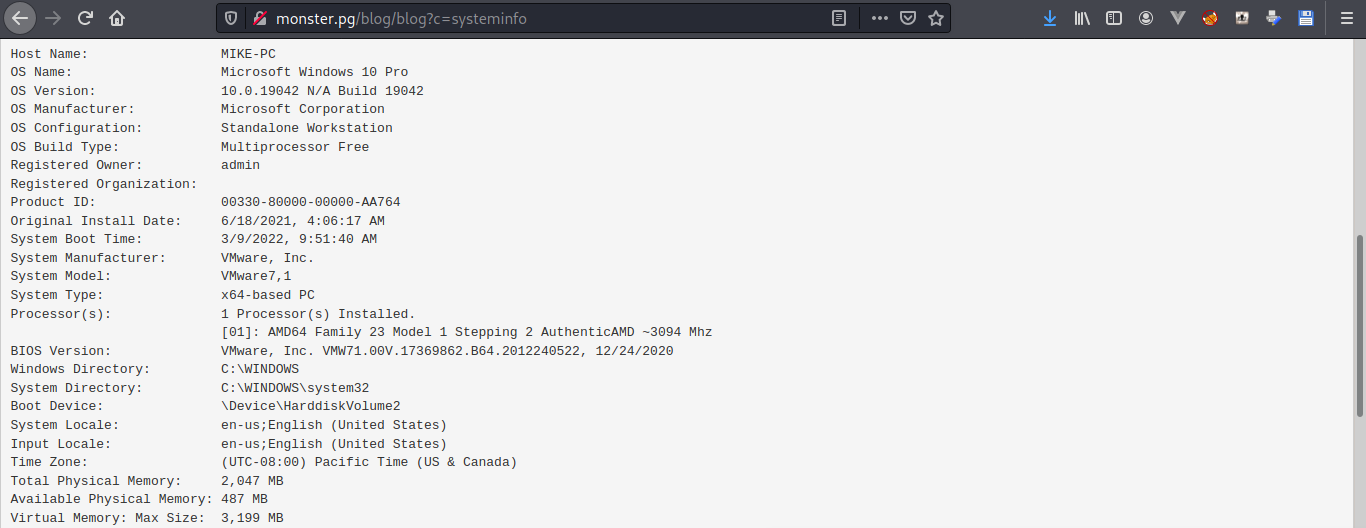 monster.pg/blog/blog?c=systeminfo
Host Name: MIKE-PC
OS Name: Microsoft Windows 10 Pro
OS Version: 10.0.19042 N/A Build 19042
OS Manufacturer: Microsoft Corporation
OS Configuration: Standalone Workstation
OS Build Type: Multiprocessor Free
Registered Owner: admin
Registered Organization:
Product ID: 00330-80000-00000-AA764
Original Install Date: 6/18/2021, 4:06:17 AM
System Boot Time: 3/9/2022, 9:51:40 AM
System Manufacturer: VMware, Inc.
System Model: VMware7,1
System Type: x64-based PC
Processor(s): 1 Processor(s) Installed.
[01]: AMD64 Family 23 Model 1 Stepping 2 AuthenticAMD ~3094 Mhz
BIOS Version: VMware, Inc. VMW71.00V.17369862.B64.2012240522, 12/24/2020
Windows Directory: C:\WINDOWS
System Directory: C:\WINDOWS\system32
Boot Device: \Device\HarddiskVolume2
System Locale: en-us;English (United States)
Input Locale: en-us;English (United States)
Time Zone: (UTC-08:00) Pacific Time (US & Canada)
Total Physical Memory: 2,047 MB
Available Physical Memory: 487 MB
Virtual Memory: Max Size: 3,199 MB